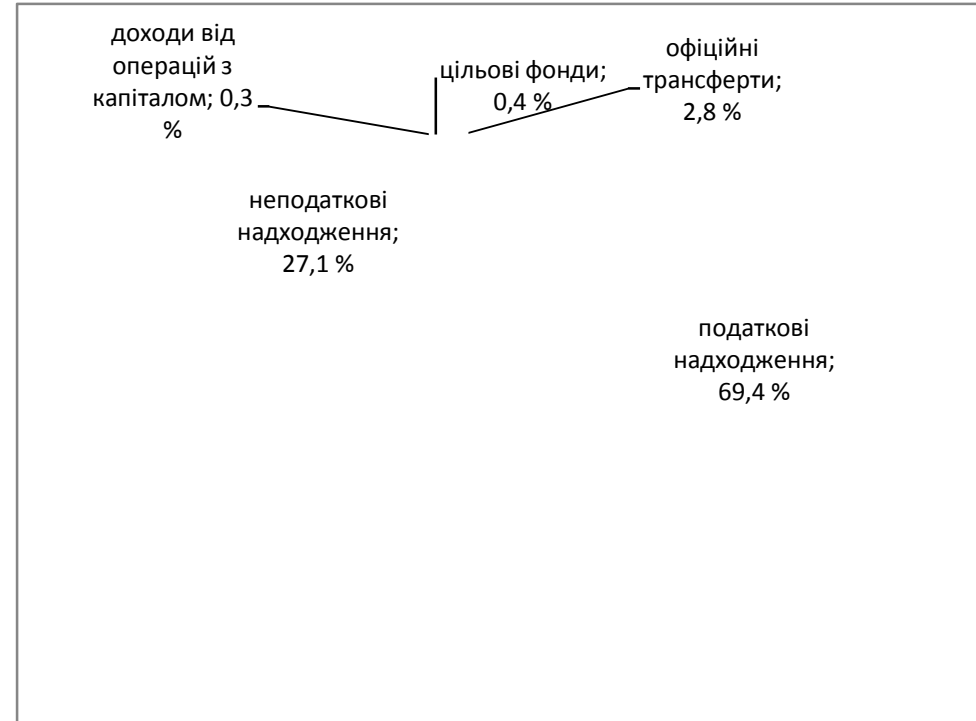 доходи від
операцій з
капіталом; 0,3
%
цільові фонди;
0,4 %
офіційні
трансферти;
2,8 %
неподаткові
надходження;
27,1 %
податкові
надходження;
69,4 %